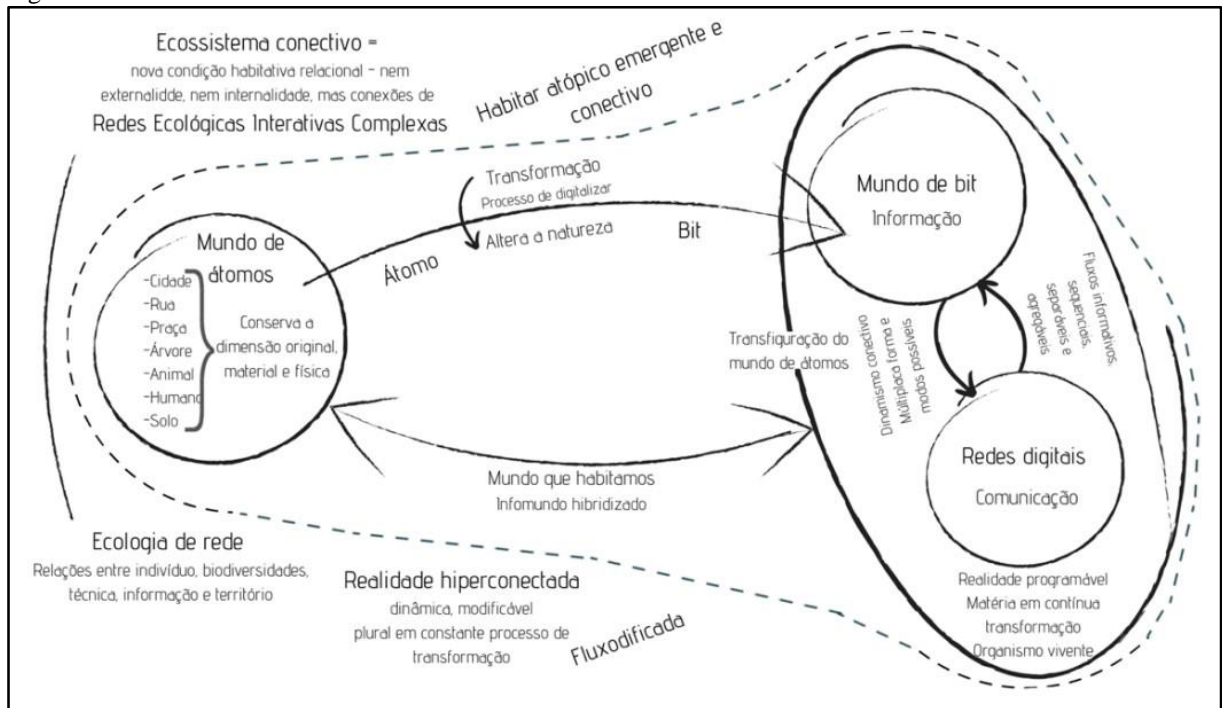 Ecossistema conectivo =
nova condição habitativa relacional - nem
externalidde, nem internalidade, mas conexões de
Redes Ecológicas Interativas Complexas
Habitar atópico emergente e
conectivo
Transformação
Processo de digitalizar
Altera a natureza
Átomo
Bit
Mundo de
átomos
-Cidade
-Rua
-Praça
-Árvore
-Animal
-Humano
-Solo
Conserva a
dimensão original,
material e física
Mundo de bit
Informação
Transfiguração do
mundo de átomos
Dinamismo conectivo
Múltipla(a forma e
modos possíveis
Fluxos informativos,
sequenciais,
separáveis e
agregáveis
Redes digitais
Comunicação
Mundo que habitamos
Infomundo hibridizado
Realidade programável
Matéria em contínua
transformação
Organismo vivente
Ecologia de rede
Relações entre indivíduo, biodiversidades,
técnica, informação e território
Realidade hiperconectada
dinâmica, modificável
plural em constante processo de
transformação
Fluxodificada